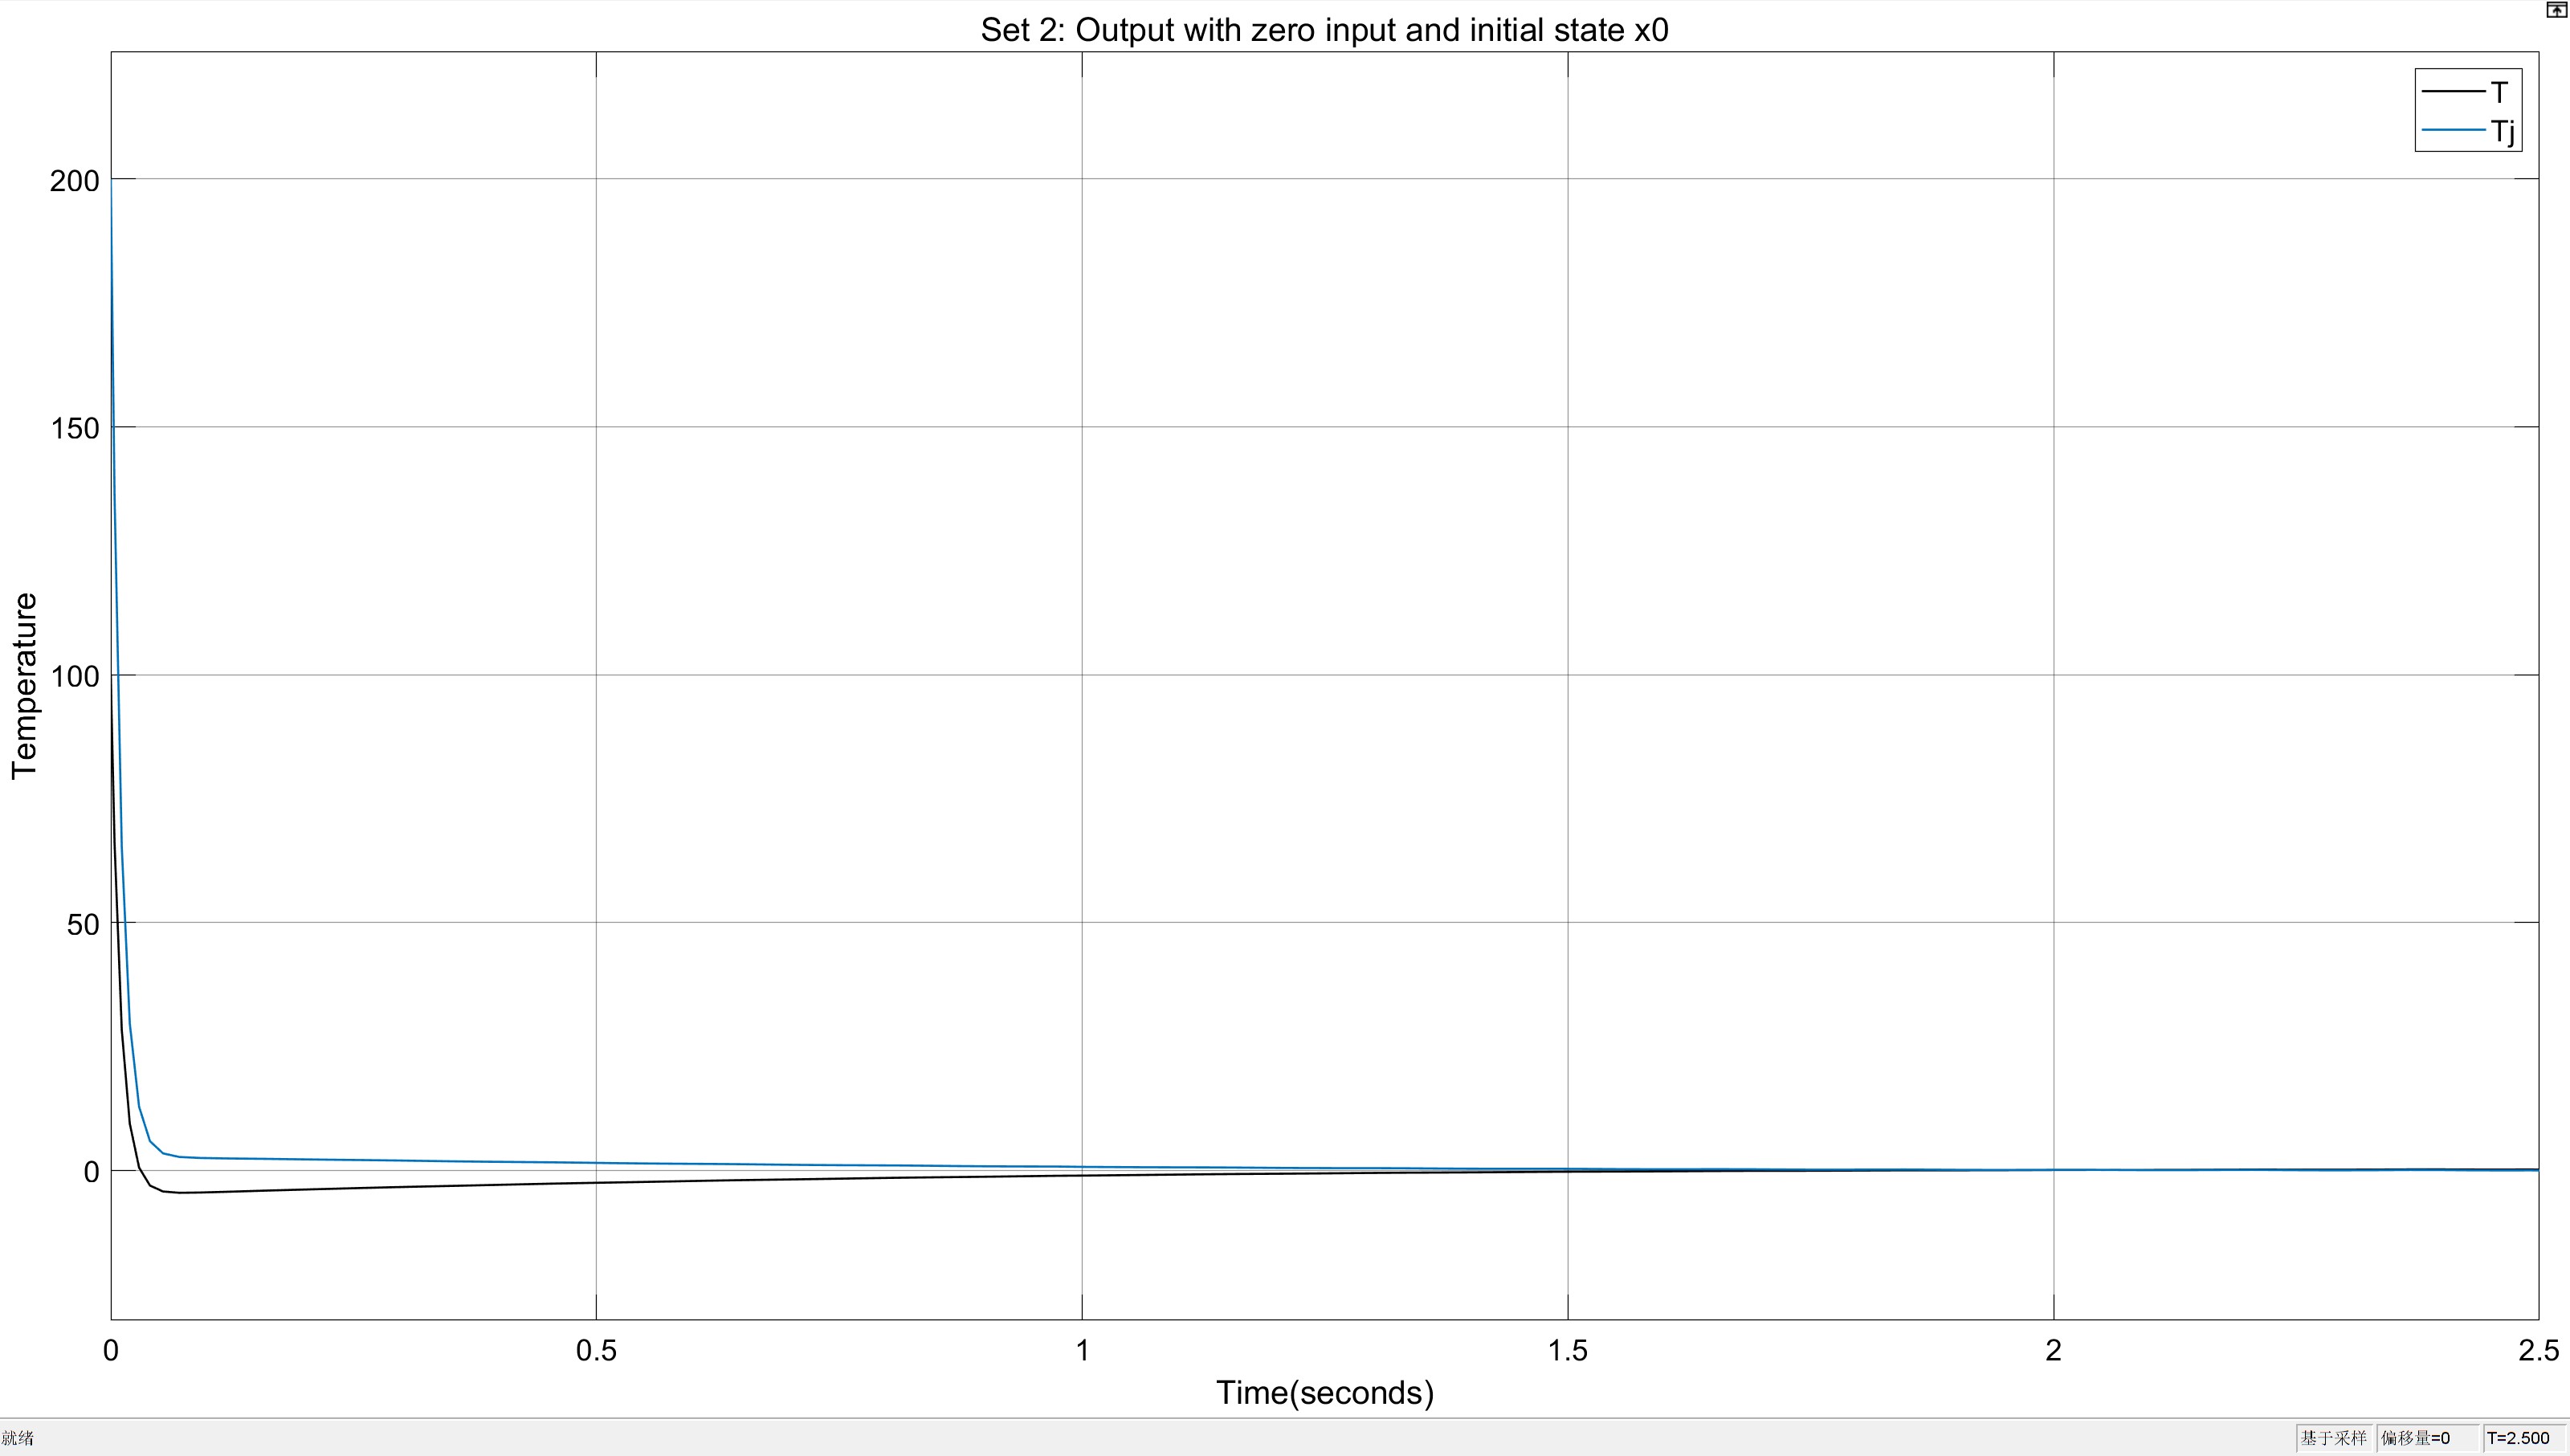 Set 2: Output with zero input and initial state x0
T
Tj
200
150
100
50
0
Temperature
0 0.5 1 1.5 2 2.5
Time(seconds)
就绪 基于采样 偏移量=0 T=2.500